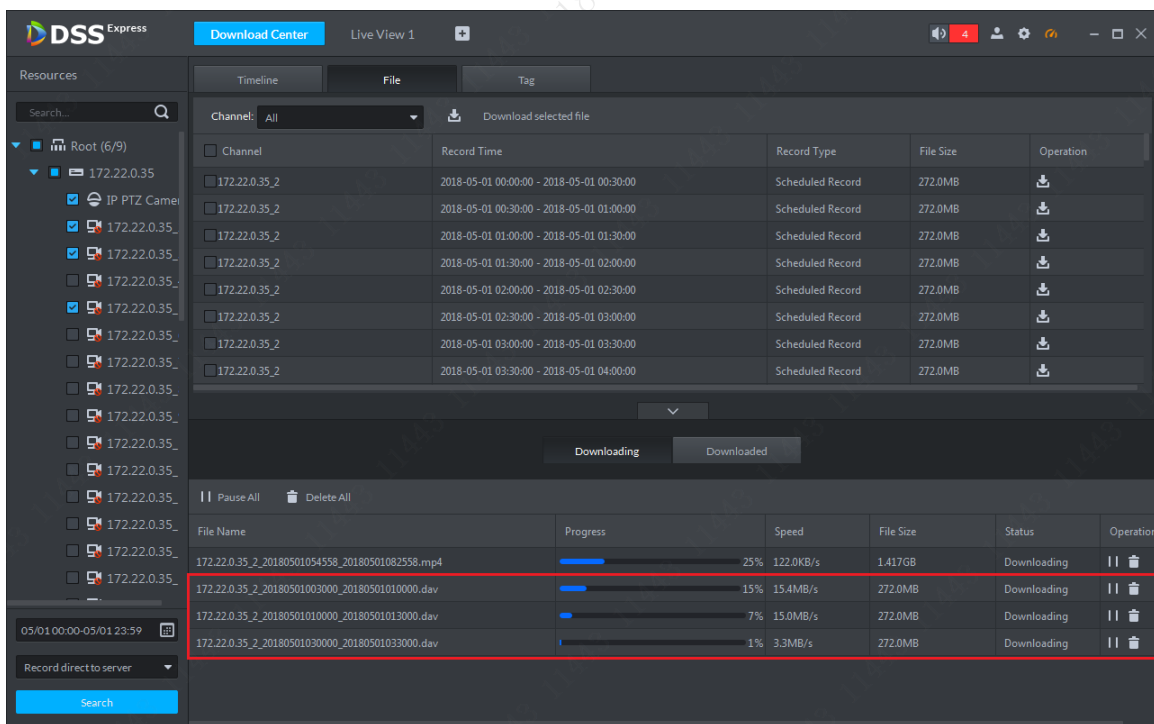 DSS Express
Download Center Live View 1
4
Resources
Timeline File Tag
Search...
Channel: All Download selected file
Root (6/9)
Channel Record Time Record Type File Size Operation
172.22.0.35
172.22.0.35_2 2018-05-01 00:00:00 - 2018-05-01 00:30:00 Scheduled Record 272.0MB
IP PTZ Camer
172.22.0.35_2 2018-05-01 00:30:00 - 2018-05-01 01:00:00 Scheduled Record 272.0MB
172.22.0.35_
172.22.0.35_2 2018-05-01 01:00:00 - 2018-05-01 01:30:00 Scheduled Record 272.0MB
172.22.0.35_
172.22.0.35_2 2018-05-01 01:30:00 - 2018-05-01 02:00:00 Scheduled Record 272.0MB
172.22.0.35_
172.22.0.35_2 2018-05-01 02:00:00 - 2018-05-01 02:30:00 Scheduled Record 272.0MB
172.22.0.35_
172.22.0.35_2 2018-05-01 02:30:00 - 2018-05-01 03:00:00 Scheduled Record 272.0MB
172.22.0.35_
172.22.0.35_2 2018-05-01 03:00:00 - 2018-05-01 03:30:00 Scheduled Record 272.0MB
172.22.0.35_
172.22.0.35_2 2018-05-01 03:30:00 - 2018-05-01 04:00:00 Scheduled Record 272.0MB
172.22.0.35_
172.22.0.35_
172.22.0.35_
Downloading Downloaded
172.22.0.35_
172.22.0.35_
Pause All Delete All
172.22.0.35_
File Name Progress Speed File Size Status Operation
172.22.0.35_
172.22.0.35_2_20180501054558_20180501082558.mp4 25% 122.0KB/s 1.417GB Downloading
172.22.0.35_
172.22.0.35_2_20180501003000_20180501010000.dav 15% 15.4MB/s 272.0MB Downloading
172.22.0.35_2_20180501010000_20180501013000.dav 7% 15.0MB/s 272.0MB Downloading
05/01 00:00-05/01 23:59
172.22.0.35_2_20180501030000_20180501033000.dav 1% 3.3MB/s 272.0MB Downloading
Record direct to server
Search